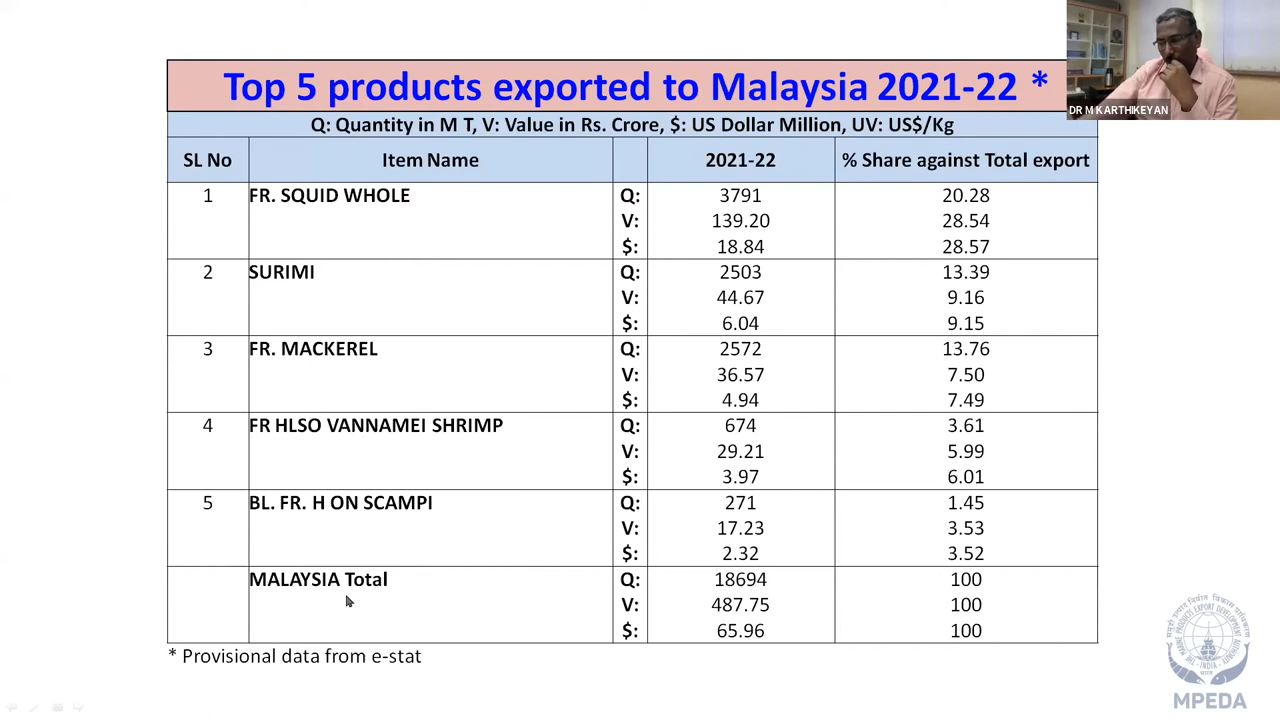 Top 5 products exported to Malaysia 2021-22 *
DR M KARTHIKEYAN
Q: Quantity in M T, V: Value in Rs. Crore, $: US Dollar Million, UV: US$/Kg
SL No Item Name 2021-22 % Share against Total export
1 FR. SQUID WHOLE Q: 3791 20.28
V: 139.20 28.54
$: 18.84 28.57
2 SURIMI Q: 2503 13.39
V: 44.67 9.16
$: 6.04 9.15
3 FR. MACKEREL Q: 2572 13.76
V: 36.57 7.50
$: 4.94 7.49
4 FR HLSO VANNAMEI SHRIMP Q: 674 3.61
V: 29.21 5.99
$: 3.97 6.01
5 BL. FR. H ON SCAMPI Q: 271 1.45
V: 17.23 3.53
$: 2.32 3.52
MALAYSIA Total Q: 18694 100
V: 487.75 100
$: 65.96 100
* Provisional data from e-stat
MPEDA